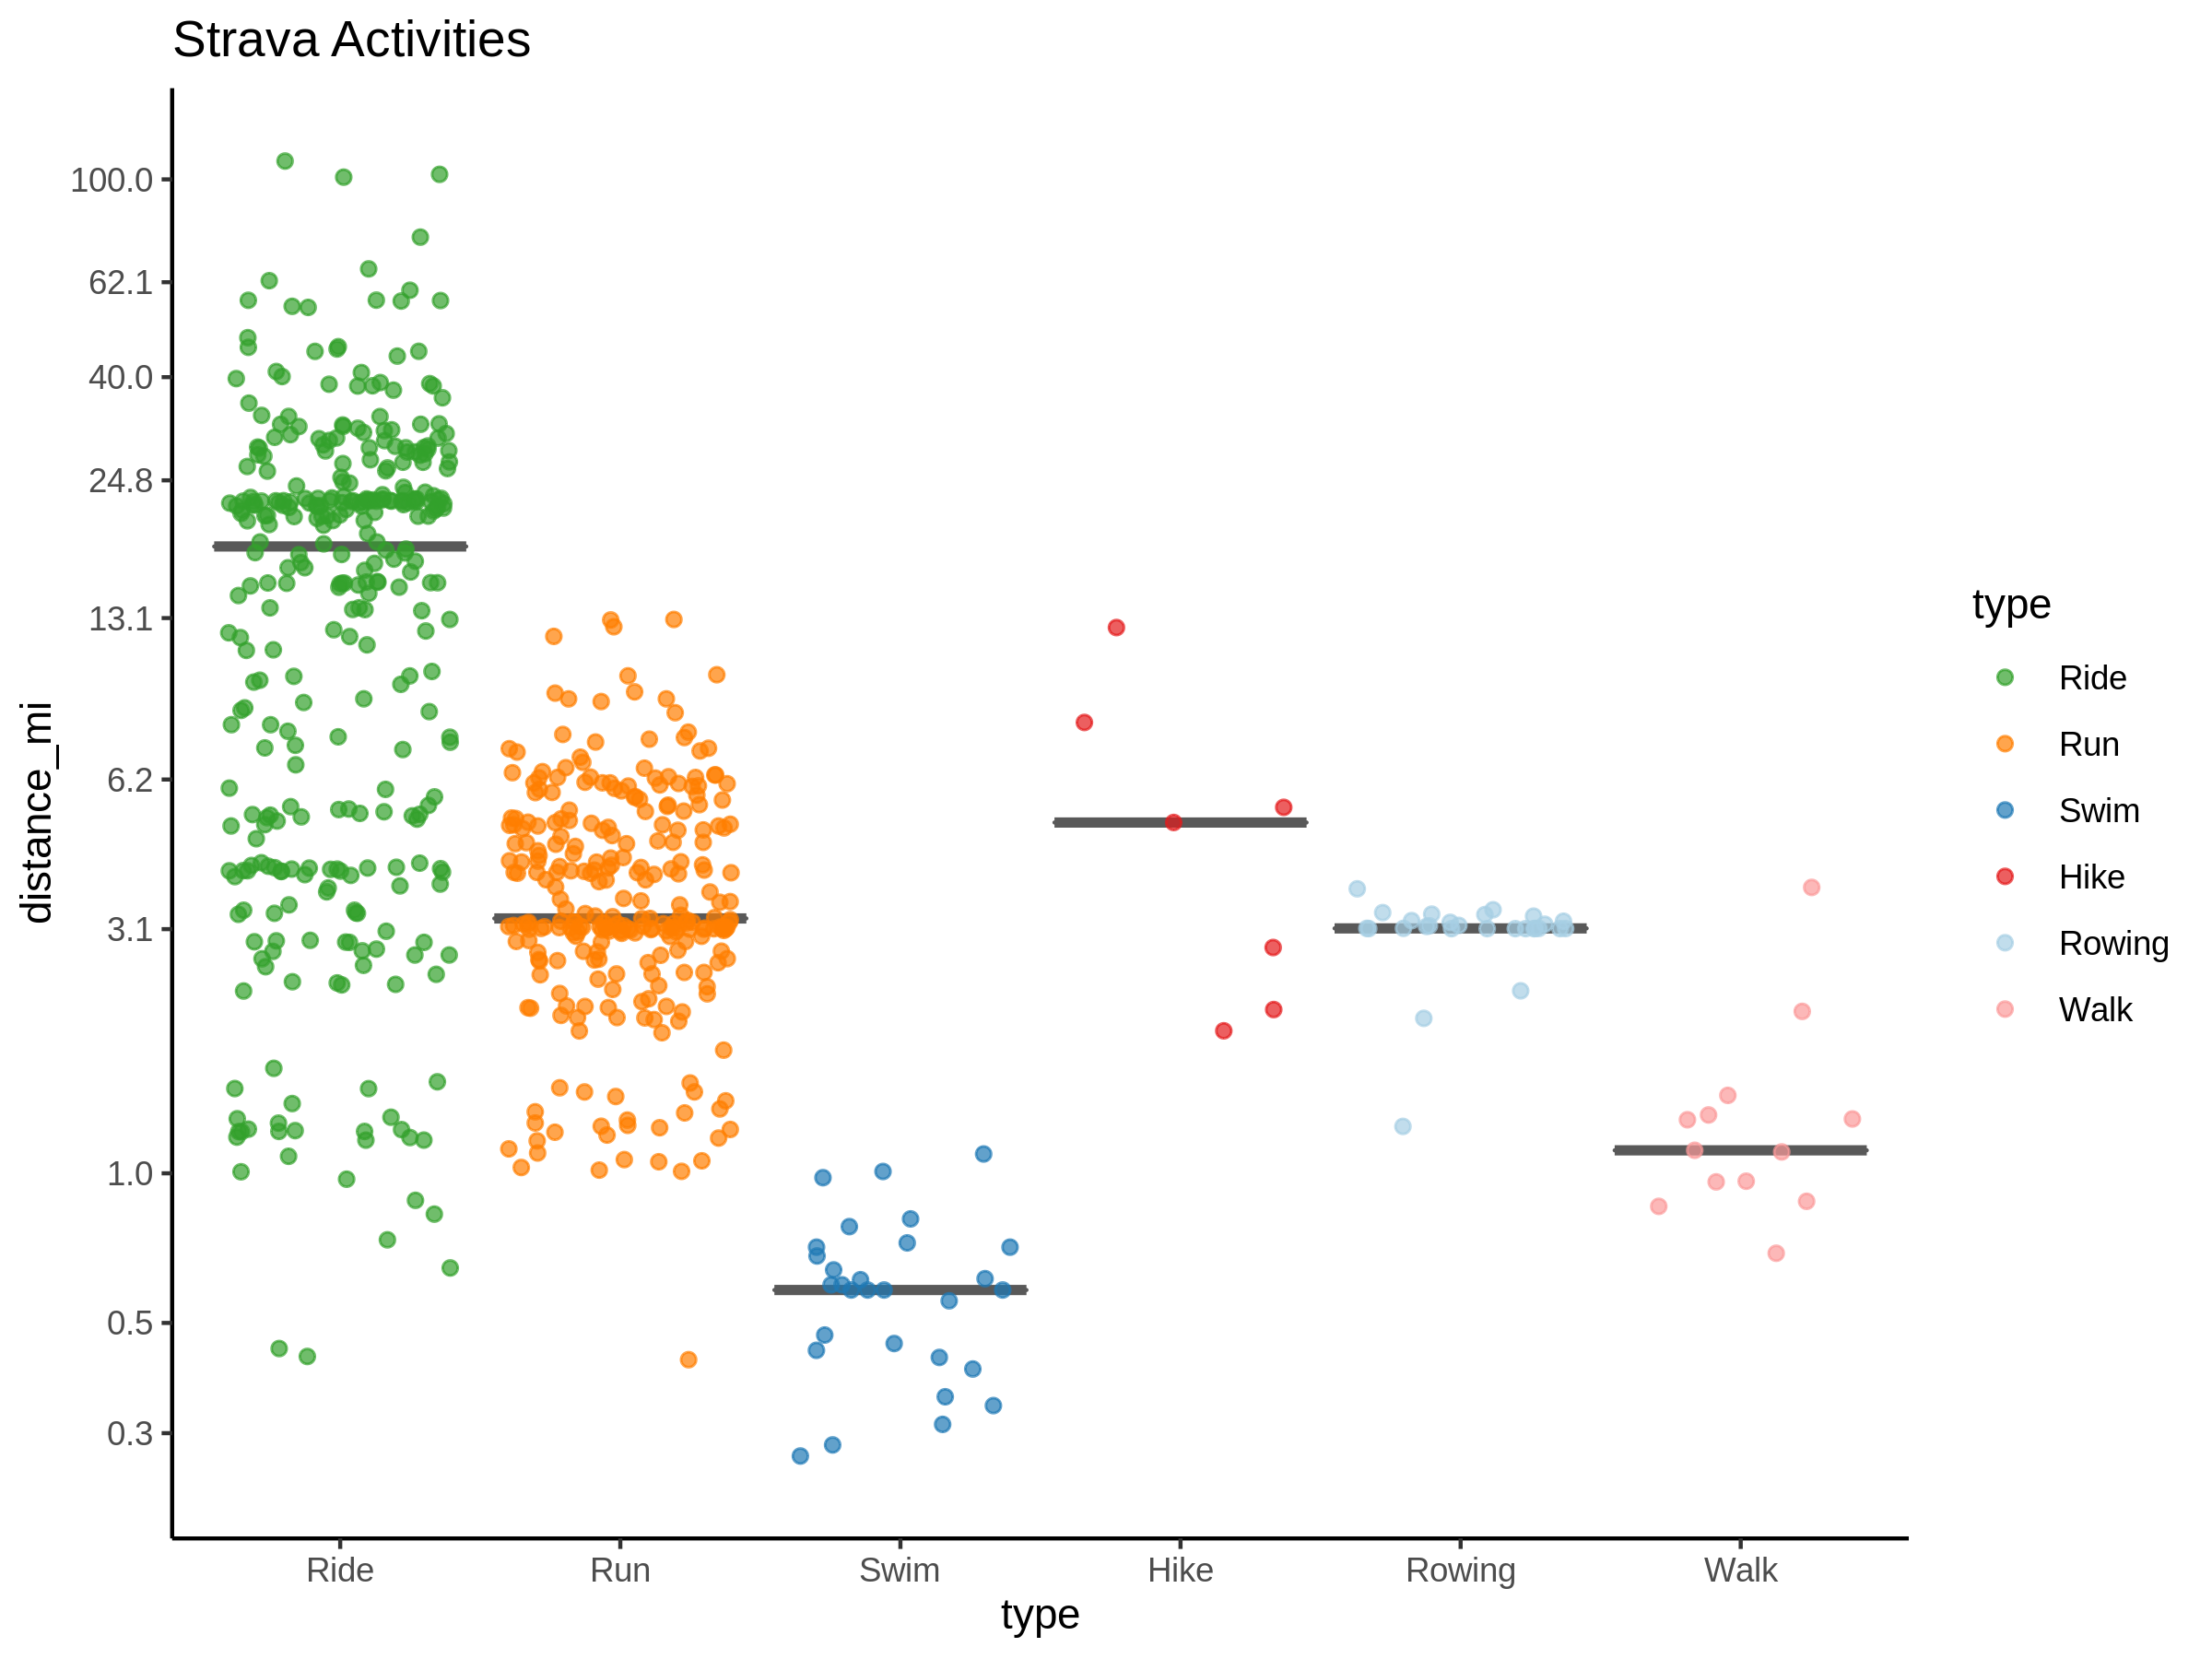 Strava Activities
distance_mi
100.0
62.1
40.0
24.8
13.1
6.2
3.1
1.0
0.5
0.3
Ride Run Swim Hike Rowing Walk
type
type
Ride
Run
Swim
Hike
Rowing
Walk